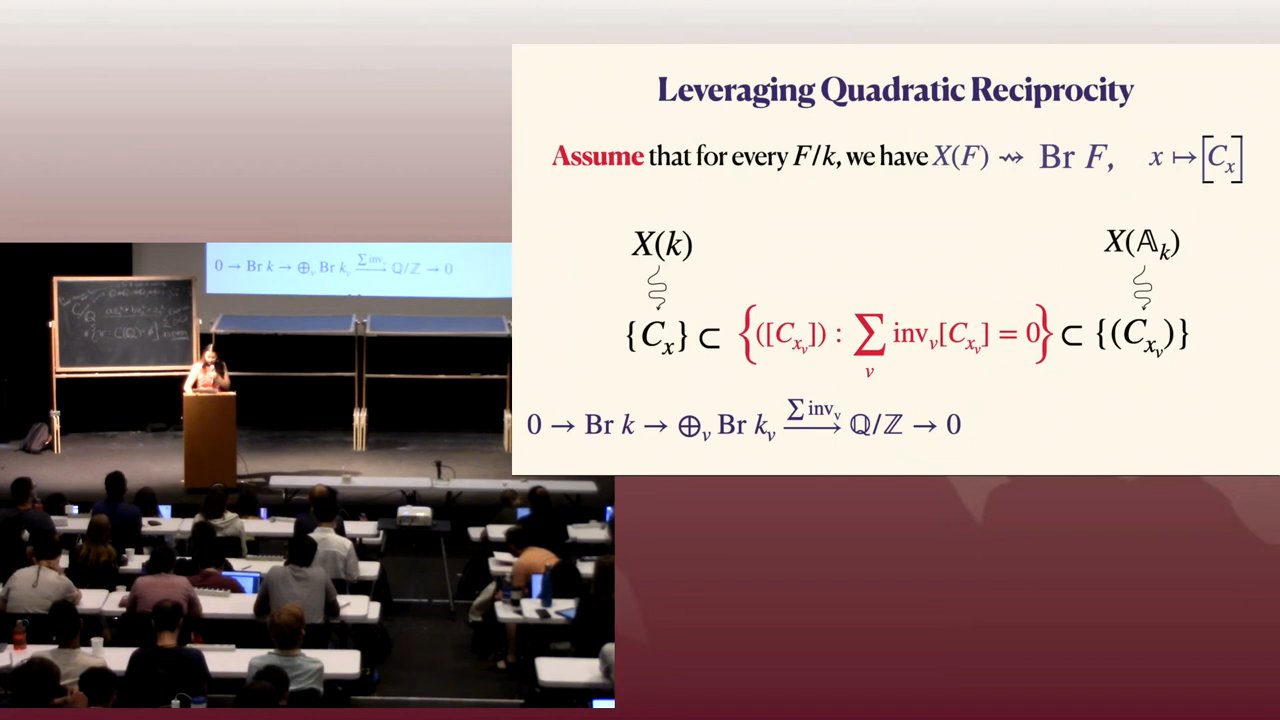 Leveraging Quadratic Reciprocity
Assume that for every F/k, we have X(F) ⇝ Br F, x ↦ [C_x]
X(k) X(𝔸_k)
{C_x} ⊂ {([C_{x_v}]) : ∑_v inv_v[C_{x_v}] = 0} ⊂ {(C_{x_v})}
0 → Br k → ⊕_v Br k_v —∑ inv_v→ ℚ/ℤ → 0
0 → Br k → ⊕_v Br k_v —∑ inv_v→ ℚ/ℤ → 0